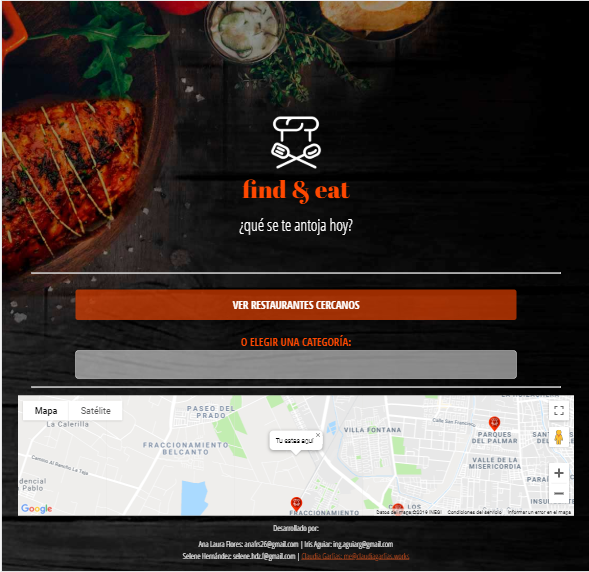 find & eat
¿qué se te antoja hoy?
VER RESTAURANTES CERCANOS
O ELEGIR UNA CATEGORÍA:
Mapa Satélite
La Calerilla
PASEO DEL
PRADO
FRACCIONAMIENTO
BELCANTO
Camino Al Rancho La Teja
dencial
Pablo
Tu estas aquí
VILLA FONTANA
Calle San Francisco
PARQUES
DEL PALMAR
VALLE DE LA
MISERICORDIA
FRACCIONAMIENTO
LOS
Google
Datos del mapa ©2019 INEGI Condiciones del servicio Informar un error en el mapa
Desarrollado por:
Ana Laura Flores: anafrs26@gmail.com | Iris Aguiar: ing.aguiarg@gmail.com
Selene Hernández: selene.hdz.f@gmail.com | Claudia Garfias: me@claudiagarfias.works